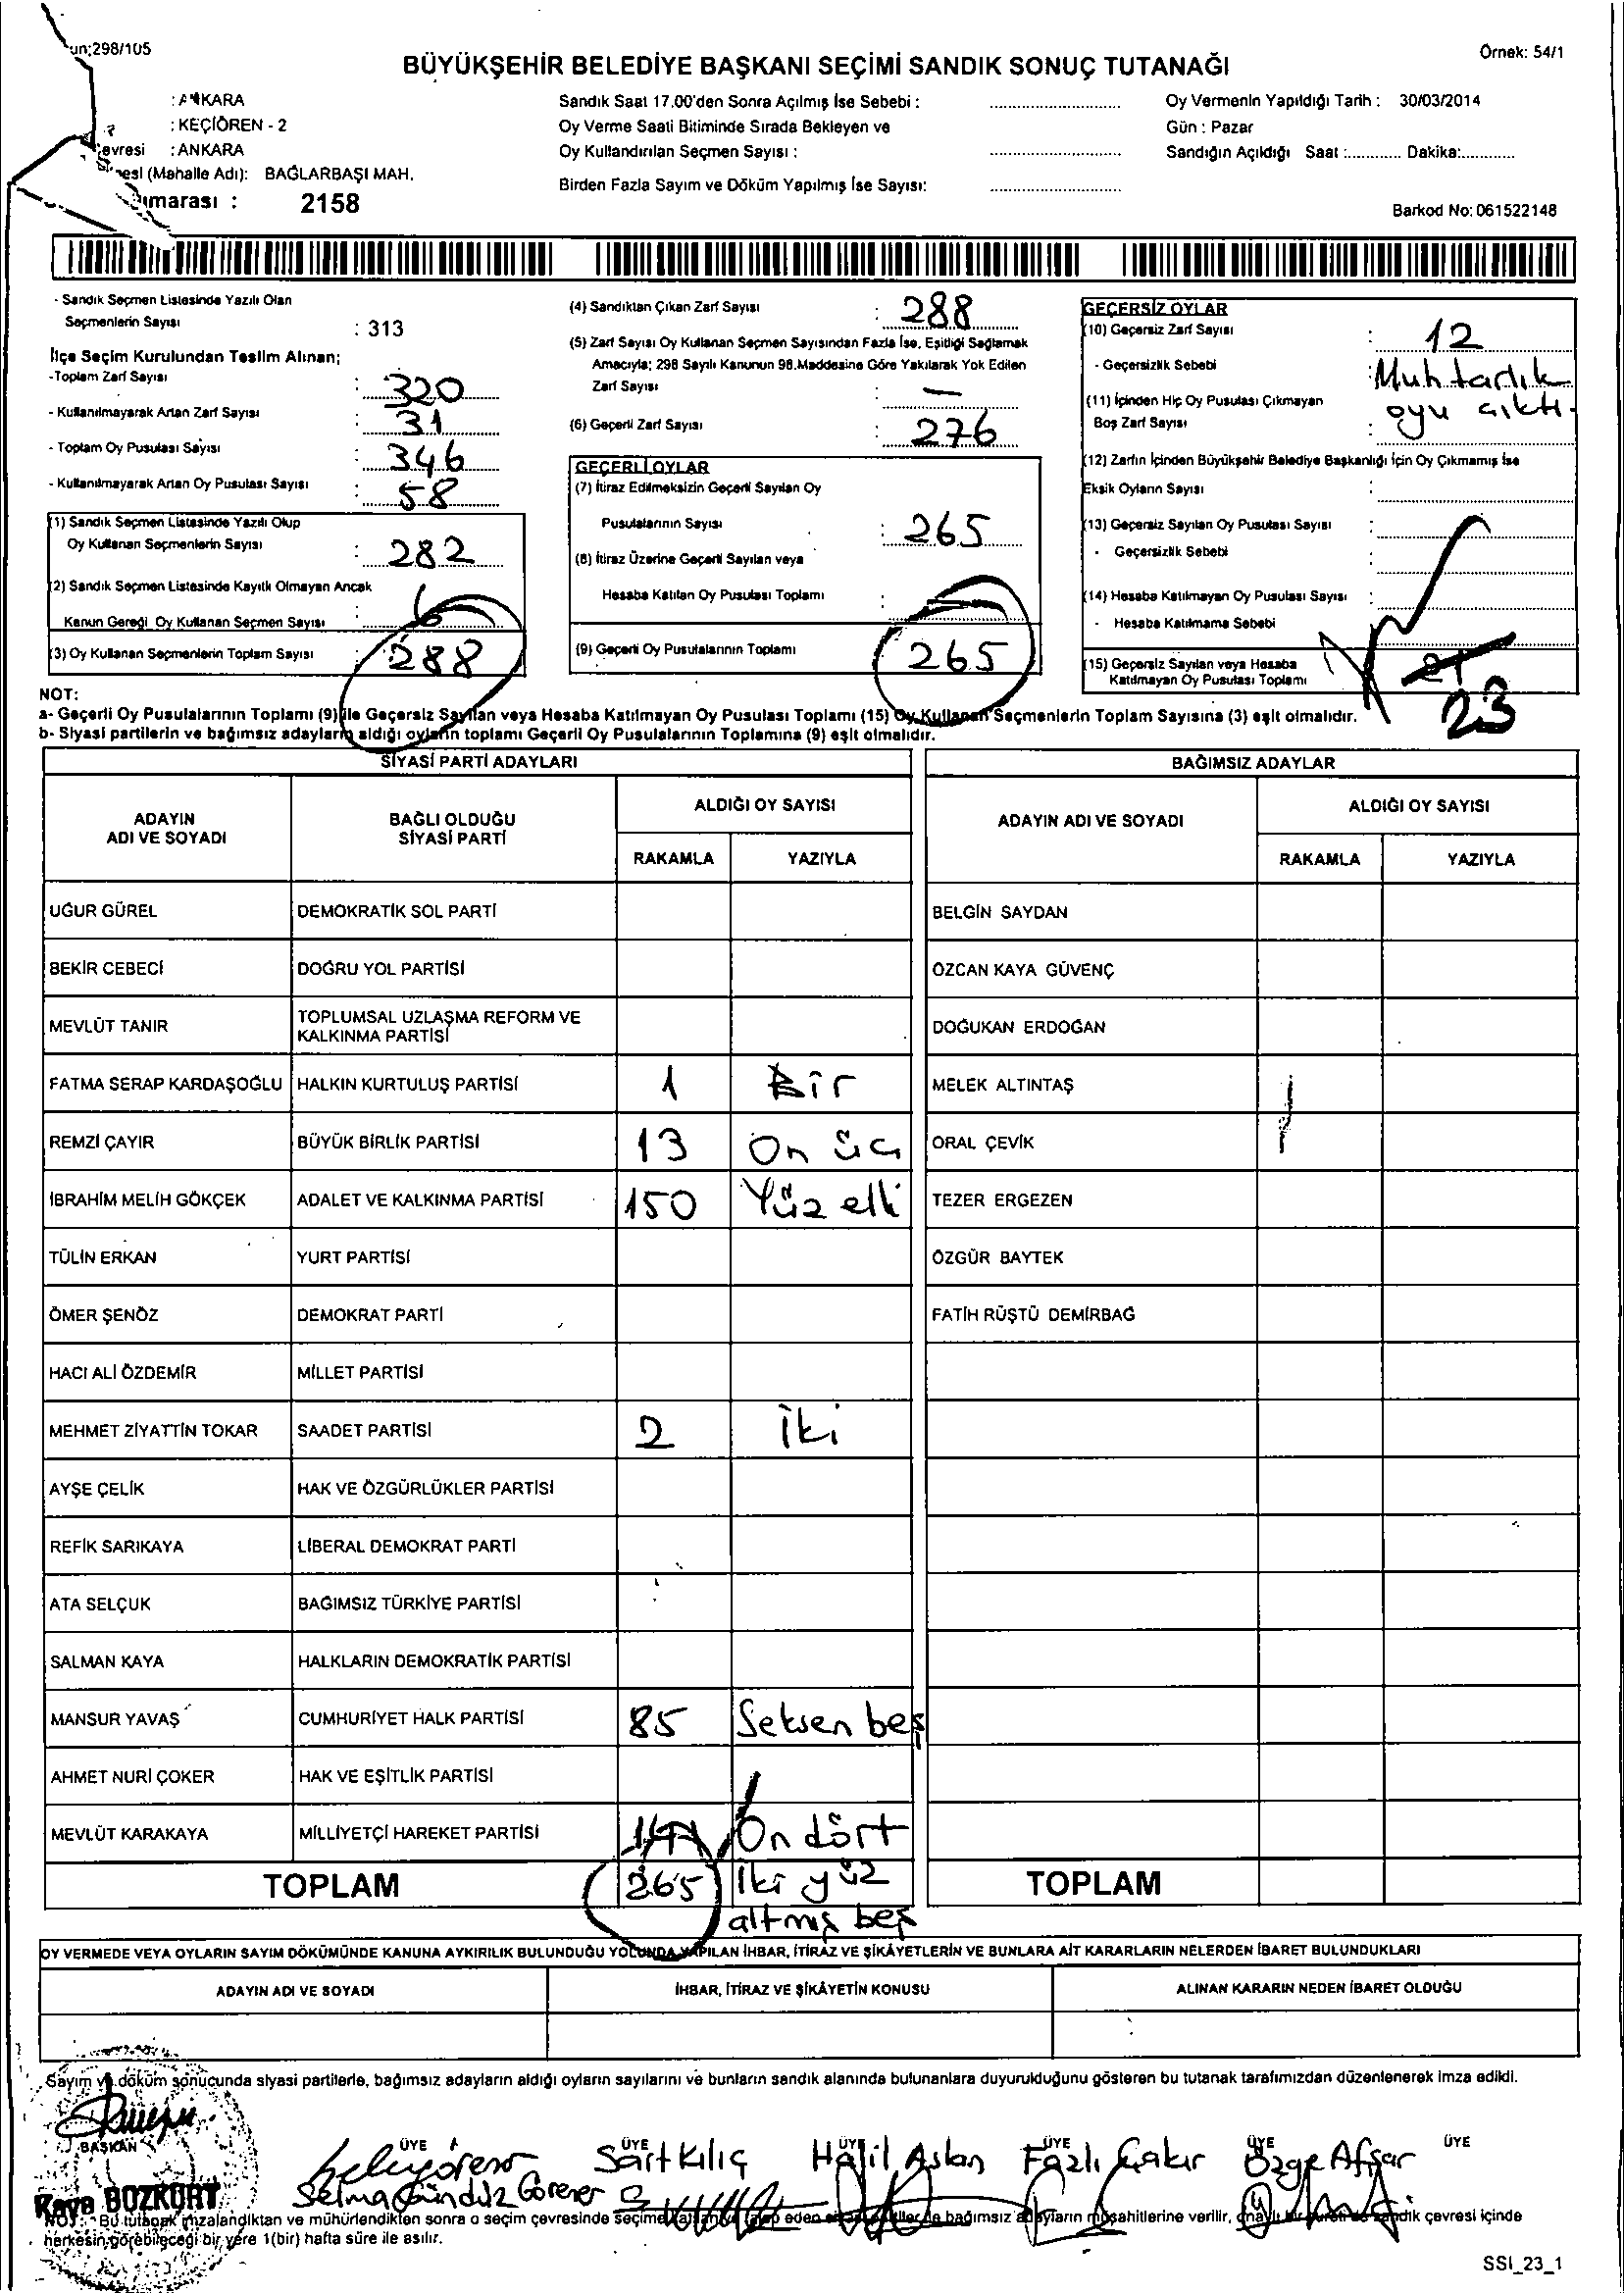 un:298/105
Örnek: 54/1
BÜYÜKŞEHİR BELEDİYE BAŞKANI SEÇİMİ SANDIK SONUÇ TUTANAĞI
: ANKARA
: KEÇİÖREN - 2
evresi : ANKARA
esi (Mahalle Adı): BAĞLARBAŞI MAH.
marası : 2158
Sandık Saat 17.00'den Sonra Açılmış İse Sebebi :
Oy Verme Saati Bitiminde Sırada Bekleyen ve
Oy Kullandırılan Seçmen Sayısı :
Birden Fazla Sayım ve Döküm Yapılmış İse Sayısı:
Oy Vermenin Yapıldığı Tarih : 30/03/2014
Gün : Pazar
Sandığın Açıldığı Saat :............ Dakika:............
Barkod No: 061522148
- Sandık Seçmen Listesinde Yazılı Olan
Seçmenlerin Sayısı : 313
İlçe Seçim Kurulundan Teslim Alınan;
-Toplam Zarf Sayısı : 320
- Kullanılmayarak Artan Zarf Sayısı : 31
- Toplam Oy Pusulası Sayısı : 346
- Kullanılmayarak Artan Oy Pusulası Sayısı : 58
(1) Sandık Seçmen Listesinde Yazılı Olup
Oy Kullanan Seçmenlerin Sayısı : 282
(2) Sandık Seçmen Listesinde Kayıtlı Olmayan Ancak
Kanun Gereği Oy Kullanan Seçmen Sayısı : 6
(3) Oy Kullanan Seçmenlerin Toplam Sayısı : 288
(4) Sandıktan Çıkan Zarf Sayısı : 288
(5) Zarf Sayısı Oy Kullanan Seçmen Sayısından Fazla İse, Eşitliği Sağlamak
Amacıyla; 298 Sayılı Kanunun 98.Maddesine Göre Yakılarak Yok Edilen
Zarf Sayısı : —
(6) Geçerli Zarf Sayısı : 276
GEÇERLİ OYLAR
(7) İtiraz Edilmeksizin Geçerli Sayılan Oy
Pusulalarının Sayısı : 265
(8) İtiraz Üzerine Geçerli Sayılan veya
Hesaba Katılan Oy Pusulası Toplamı : —
(9) Geçerli Oy Pusulalarının Toplamı : 265
GEÇERSİZ OYLAR
(10) Geçersiz Zarf Sayısı : 12
- Geçersizlik Sebebi : Muhtarlık
oyu çıktı.
(11) İçinden Hiç Oy Pusulası Çıkmayan
Boş Zarf Sayısı :
(12) Zarfın İçinden Büyükşehir Belediye Başkanlığı İçin Oy Çıkmamış İse
Eksik Oyların Sayısı :
(13) Geçersiz Sayılan Oy Pusulası Sayısı :
- Geçersizlik Sebebi :
(14) Hesaba Katılmayan Oy Pusulası Sayısı :
- Hesaba Katılmama Sebebi :
(15) Geçersiz Sayılan veya Hesaba
Katılmayan Oy Pusulası Toplamı
23
NOT:
a- Geçerli Oy Pusulalarının Toplamı (9) ile Geçersiz Sayılan veya Hesaba Katılmayan Oy Pusulası Toplamı (15) Oy Kullanan Seçmenlerin Toplam Sayısına (3) eşit olmalıdır.
b- Siyasi partilerin ve bağımsız adayların aldığı oyların toplamı Geçerli Oy Pusulalarının Toplamına (9) eşit olmalıdır.
SİYASİ PARTİ ADAYLARI
ADAYIN ADI VE SOYADI
BAĞLI OLDUĞU SİYASİ PARTİ
ALDIĞI OY SAYISI
RAKAMLA YAZIYLA
UĞUR GÜREL DEMOKRATİK SOL PARTİ
BEKİR CEBECİ DOĞRU YOL PARTİSİ
MEVLÜT TANIR TOPLUMSAL UZLAŞMA REFORM VE
KALKINMA PARTİSİ
FATMA SERAP KARDAŞOĞLU HALKIN KURTULUŞ PARTİSİ 1 Bir
REMZİ ÇAYIR BÜYÜK BİRLİK PARTİSİ 13 On üç
İBRAHİM MELİH GÖKÇEK ADALET VE KALKINMA PARTİSİ 150 Yüz elli
TÜLİN ERKAN YURT PARTİSİ
ÖMER ŞENÖZ DEMOKRAT PARTİ
HACI ALİ ÖZDEMİR MİLLET PARTİSİ
MEHMET ZİYATTİN TOKAR SAADET PARTİSİ 2 İki
AYŞE ÇELİK HAK VE ÖZGÜRLÜKLER PARTİSİ
REFİK SARIKAYA LİBERAL DEMOKRAT PARTİ
ATA SELÇUK BAĞIMSIZ TÜRKİYE PARTİSİ
SALMAN KAYA HALKLARIN DEMOKRATİK PARTİSİ
MANSUR YAVAŞ CUMHURİYET HALK PARTİSİ 85 Seksen beş
AHMET NURİ ÇOKER HAK VE EŞİTLİK PARTİSİ
MEVLÜT KARAKAYA MİLLİYETÇİ HAREKET PARTİSİ 14 On dört
TOPLAM 265 İki yüz
altmış beş
BAĞIMSIZ ADAYLAR
ADAYIN ADI VE SOYADI
ALDIĞI OY SAYISI
RAKAMLA YAZIYLA
BELGİN SAYDAN
ÖZCAN KAYA GÜVENÇ
DOĞUKAN ERDOĞAN
MELEK ALTINTAŞ
ORAL ÇEVİK
TEZER ERGEZEN
ÖZGÜR BAYTEK
FATİH RÜŞTÜ DEMİRBAĞ
TOPLAM
OY VERMEDE VEYA OYLARIN SAYIM DÖKÜMÜNDE KANUNA AYKIRILIK BULUNDUĞU YOLUNDA YAPILAN İHBAR, İTİRAZ VE ŞİKÂYETLERİN VE BUNLARA AİT KARARLARIN NELERDEN İBARET BULUNDUKLARI
ADAYIN ADI VE SOYADI
İHBAR, İTİRAZ VE ŞİKÂYETİN KONUSU
ALINAN KARARIN NEDEN İBARET OLDUĞU
Sayım ve döküm sonucunda siyasi partilerle, bağımsız adayların aldığı oyların sayılarını ve bunların sandık alanında bulunanlara duyurulduğunu gösteren bu tutanak tarafımızdan düzenlenerek imza edildi.
BAŞKAN ÜYE ÜYE ÜYE ÜYE ÜYE ÜYE
Sait Kılıç Halil Aslan Fazlı Çakır Özge Afşar
BOZKURT Selma Gündüz Görener
NOT: Bu tutanak imzalandıktan ve mühürlendikten sonra o seçim çevresinde seçime eden bağımsız adayların müşahitlerine verilir, sandık çevresi içinde
herkesin görebileceği bir yere 1(bir) hafta süre ile asılır.
SSI_23_1